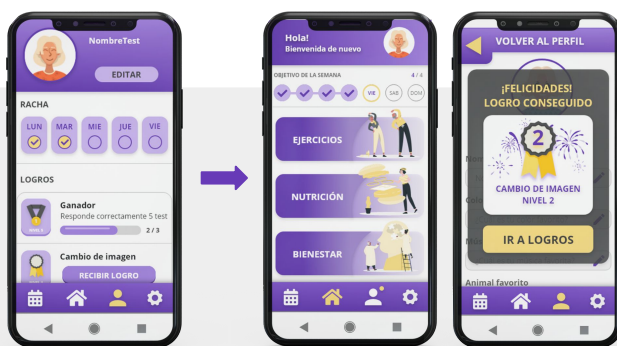 NombreTest
EDITAR
RACHA
LUN MAR MIE JUE VIE
LOGROS
Ganador
Responde correctamente 5 test
2 / 3
Cambio de imagen
RECIBIR LOGRO
Hola!
Bienvenida de nuevo
OBJETIVO DE LA SEMANA 4 / 4
VIE SAB DOM
EJERCICIOS
NUTRICIÓN
BIENESTAR
VOLVER AL PERFIL
¡FELICIDADES!
LOGRO CONSEGUIDO
2
CAMBIO DE IMAGEN
NIVEL 2
IR A LOGROS
Animal favorito